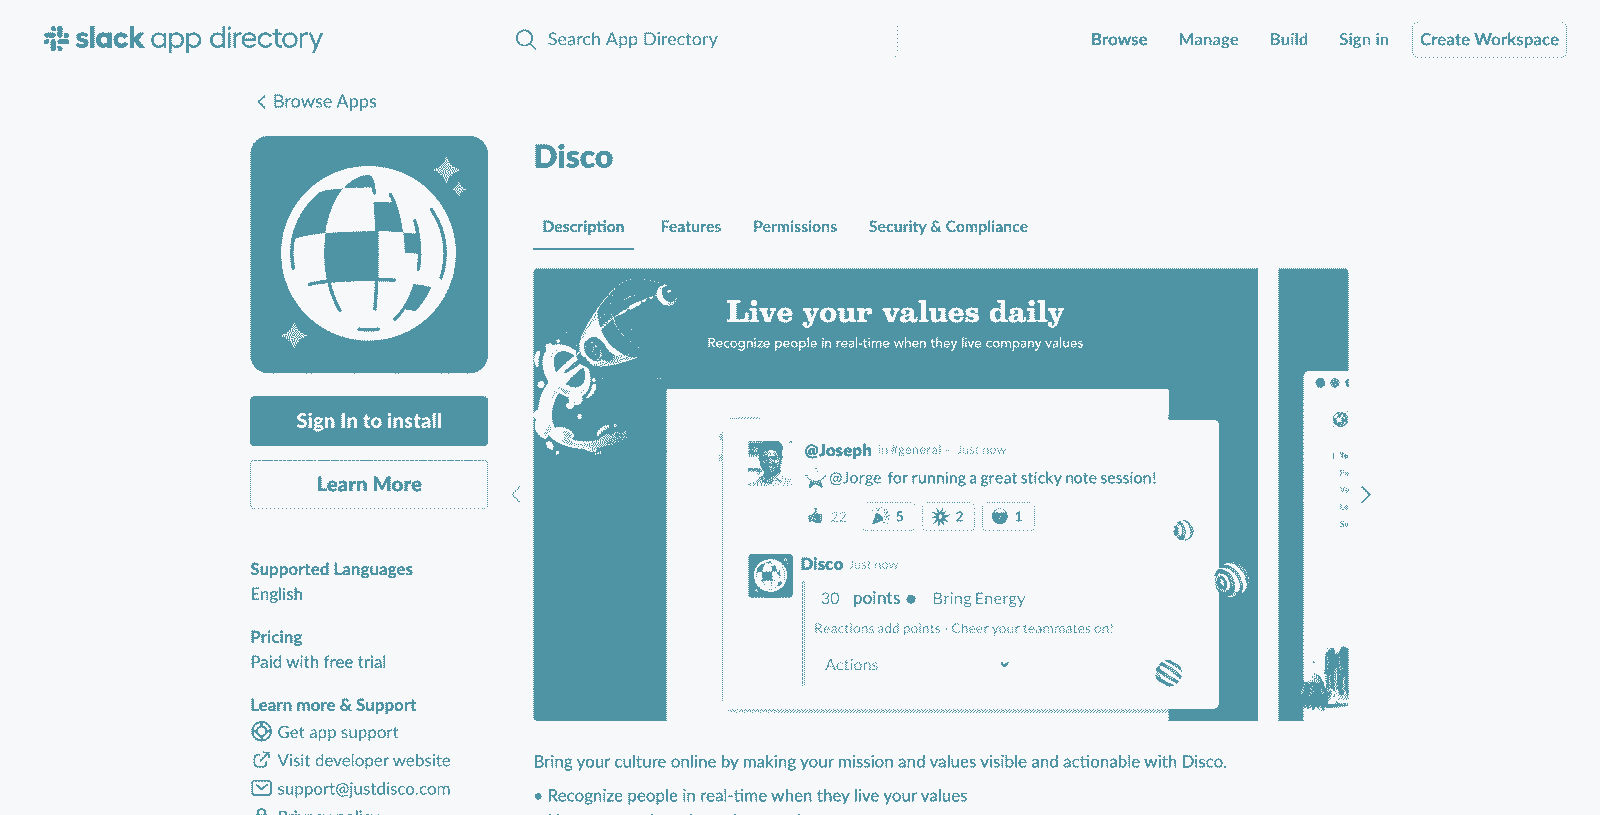 slack app directory
Search App Directory
Browse
Manage
Build
Sign in
Create Workspace
Browse Apps
Disco
Description
Features
Permissions
Security & Compliance
Sign In to install
Learn More
Supported Languages
English
Pricing
Paid with free trial
Learn more & Support
Get app support
Visit developer website
support@justdisco.com
Privacy policy
Live your values daily
Recognize people in real-time when they live company values
@Joseph in #general - Just now
@Jorge for running a great sticky note session!
22
5
2
1
Disco Just now
30 points • Bring Energy
Reactions add points · Cheer your teammates on!
Actions
Bring your culture online by making your mission and values visible and actionable with Disco.
• Recognize people in real-time when they live your values